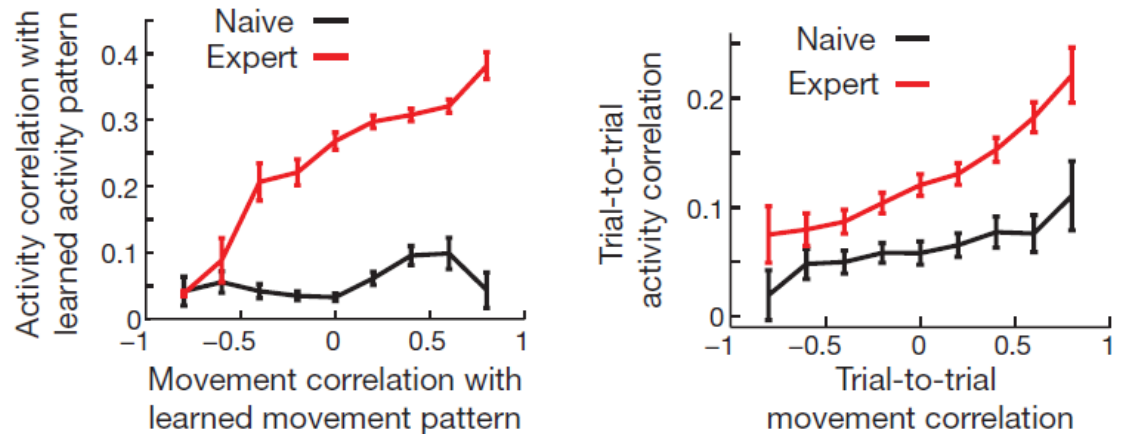 Activity correlation with
learned activity pattern
Naive
Expert
0.4
0.3
0.2
0.1
0
−1
−0.5
0
0.5
1
Movement correlation with
learned movement pattern
Trial-to-trial
activity correlation
Naive
Expert
0.2
0.1
0
−1
−0.5
0
0.5
1
Trial-to-trial
movement correlation